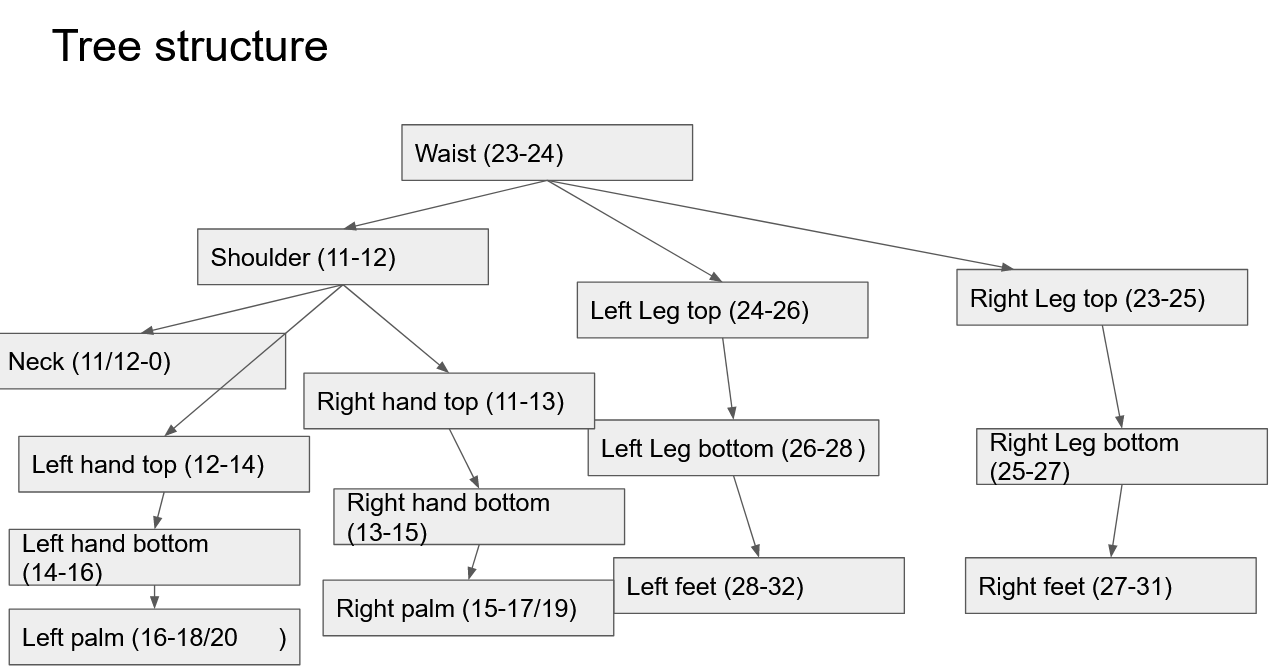 Tree structure
Waist (23-24)
Shoulder (11-12)
Left Leg top (24-26)
Right Leg top (23-25)
Neck (11/12-0)
Right hand top (11-13)
Left hand top (12-14)
Left Leg bottom (26-28 )
Right Leg bottom
(25-27)
Right hand bottom
(13-15)
Left hand bottom
(14-16)
Left feet (28-32)
Right feet (27-31)
Right palm (15-17/19)
Left palm (16-18/20 )